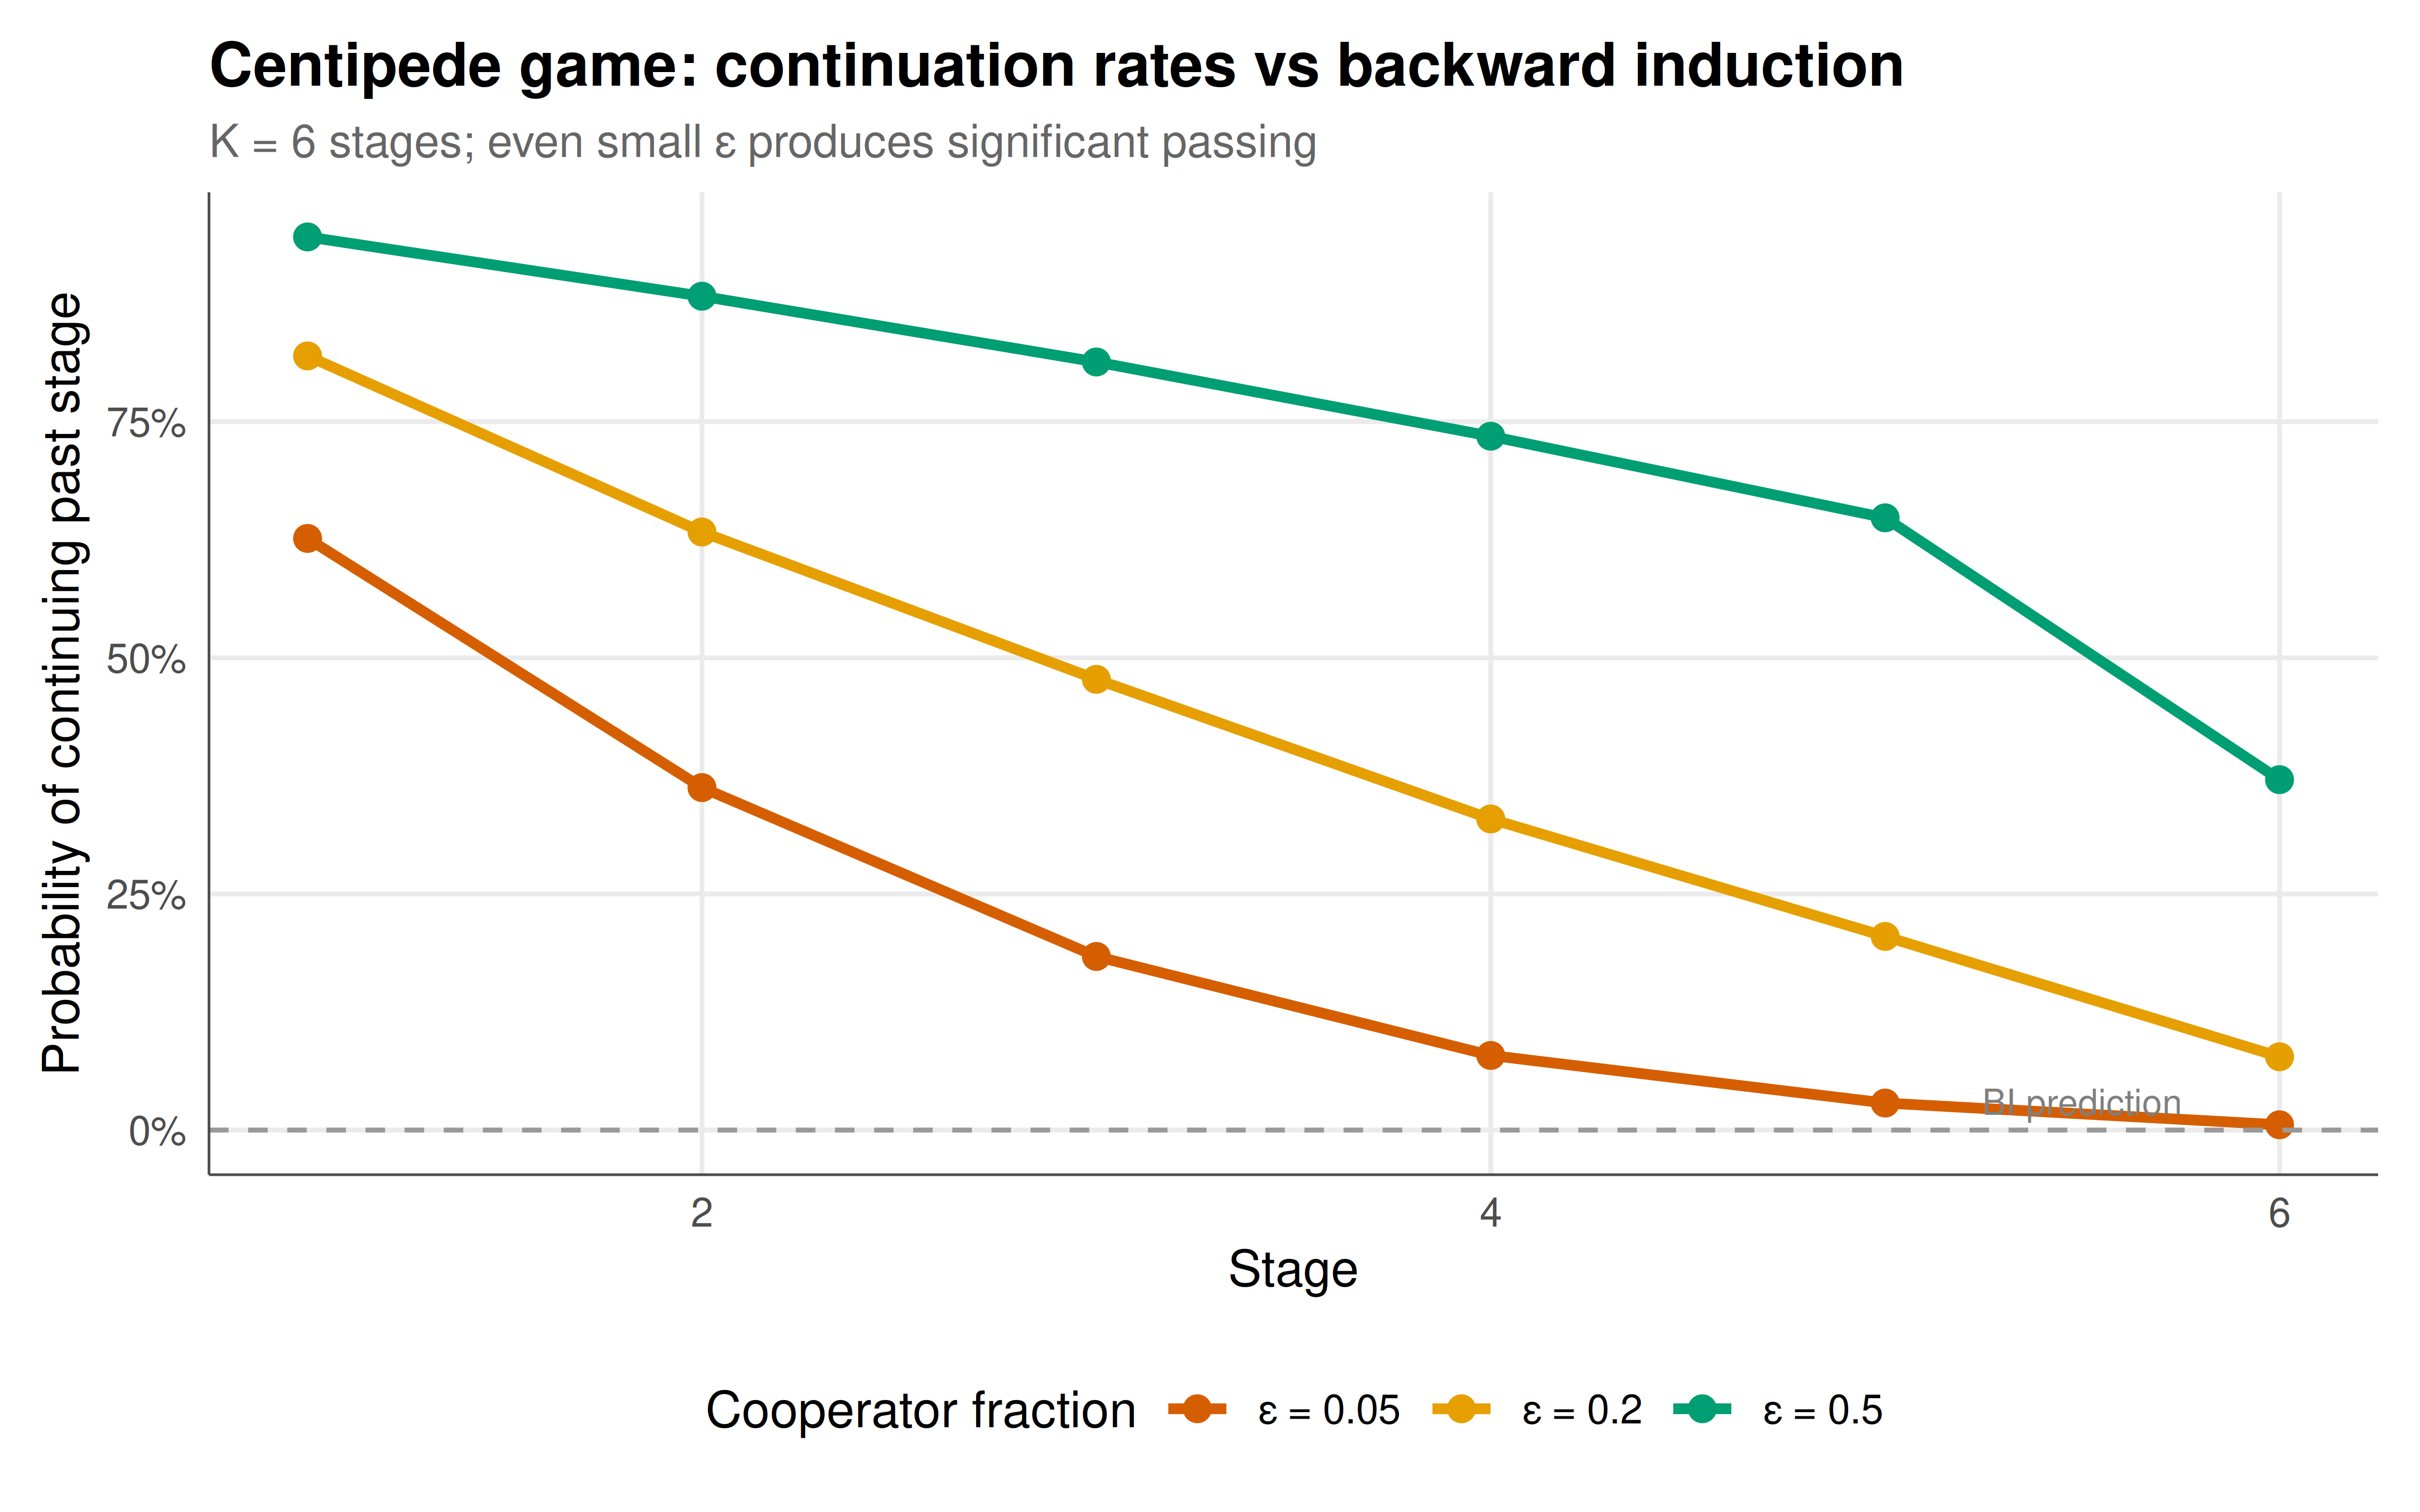 Centipede game: continuation rates vs backward induction
K = 6 stages; even small ε produces significant passing
Probability of continuing past stage
75%
50%
25%
0%
BI prediction
2
4
6
Stage
Cooperator fraction
ε = 0.05
ε = 0.2
ε = 0.5